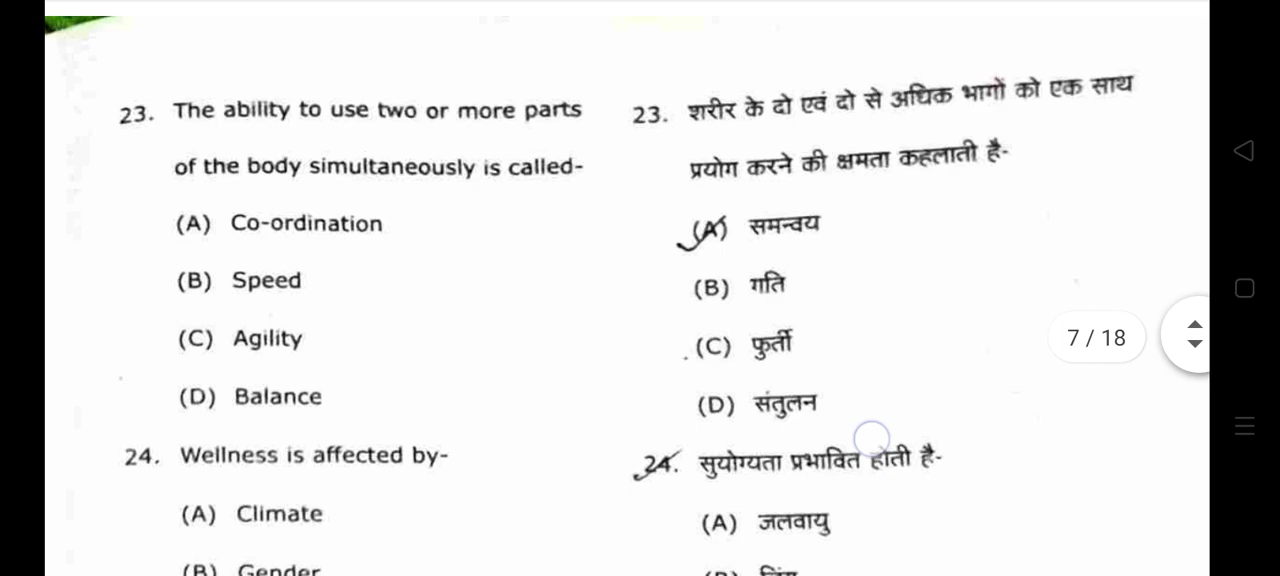 23. The ability to use two or more parts
of the body simultaneously is called-
(A) Co-ordination
(B) Speed
(C) Agility
(D) Balance
24. Wellness is affected by-
(A) Climate
(B) Gender
23. शरीर के दो एवं दो से अधिक भागों को एक साथ
प्रयोग करने की क्षमता कहलाती है-
(A) समन्वय
(B) गति
(C) फुर्ती
(D) संतुलन
24. सुयोग्यता प्रभावित होती है-
(A) जलवायु
(B) लिंग
7 / 18